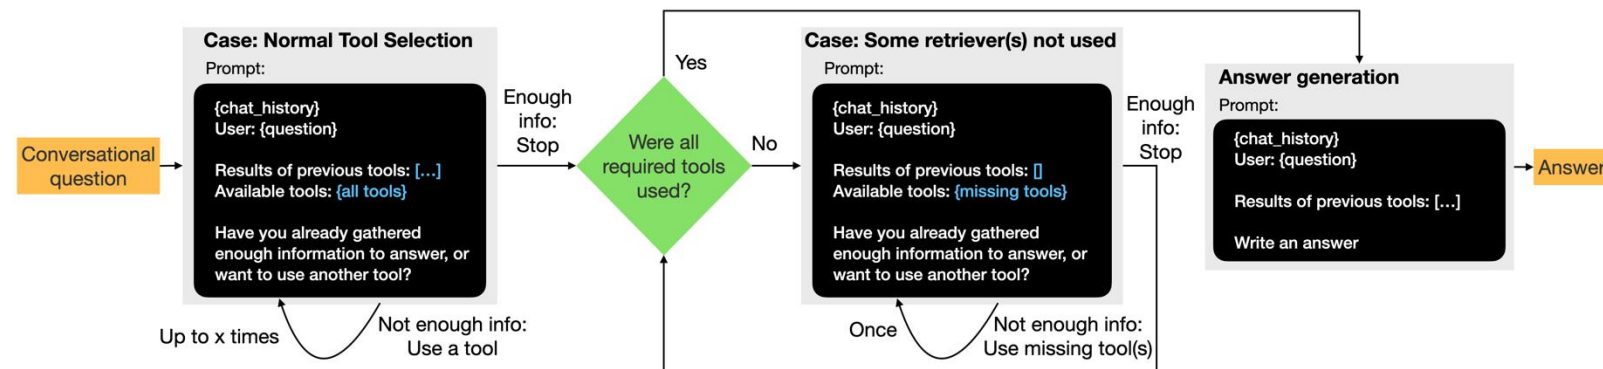 Conversational
question
Case: Normal Tool Selection
Prompt:
{chat_history}
User: {question}
Results of previous tools: [...]
Available tools: {all tools}
Have you already gathered
enough information to answer, or
want to use another tool?
Up to x times
Not enough info:
Use a tool
Enough
info:
Stop
Were all
required tools
used?
Yes
No
Case: Some retriever(s) not used
Prompt:
{chat_history}
User: {question}
Results of previous tools: []
Available tools: {missing tools}
Have you already gathered
enough information to answer, or
want to use another tool?
Once
Not enough info:
Use missing tool(s)
Enough
info:
Stop
Answer generation
Prompt:
{chat_history}
User: {question}
Results of previous tools: [...]
Write an answer
Answer